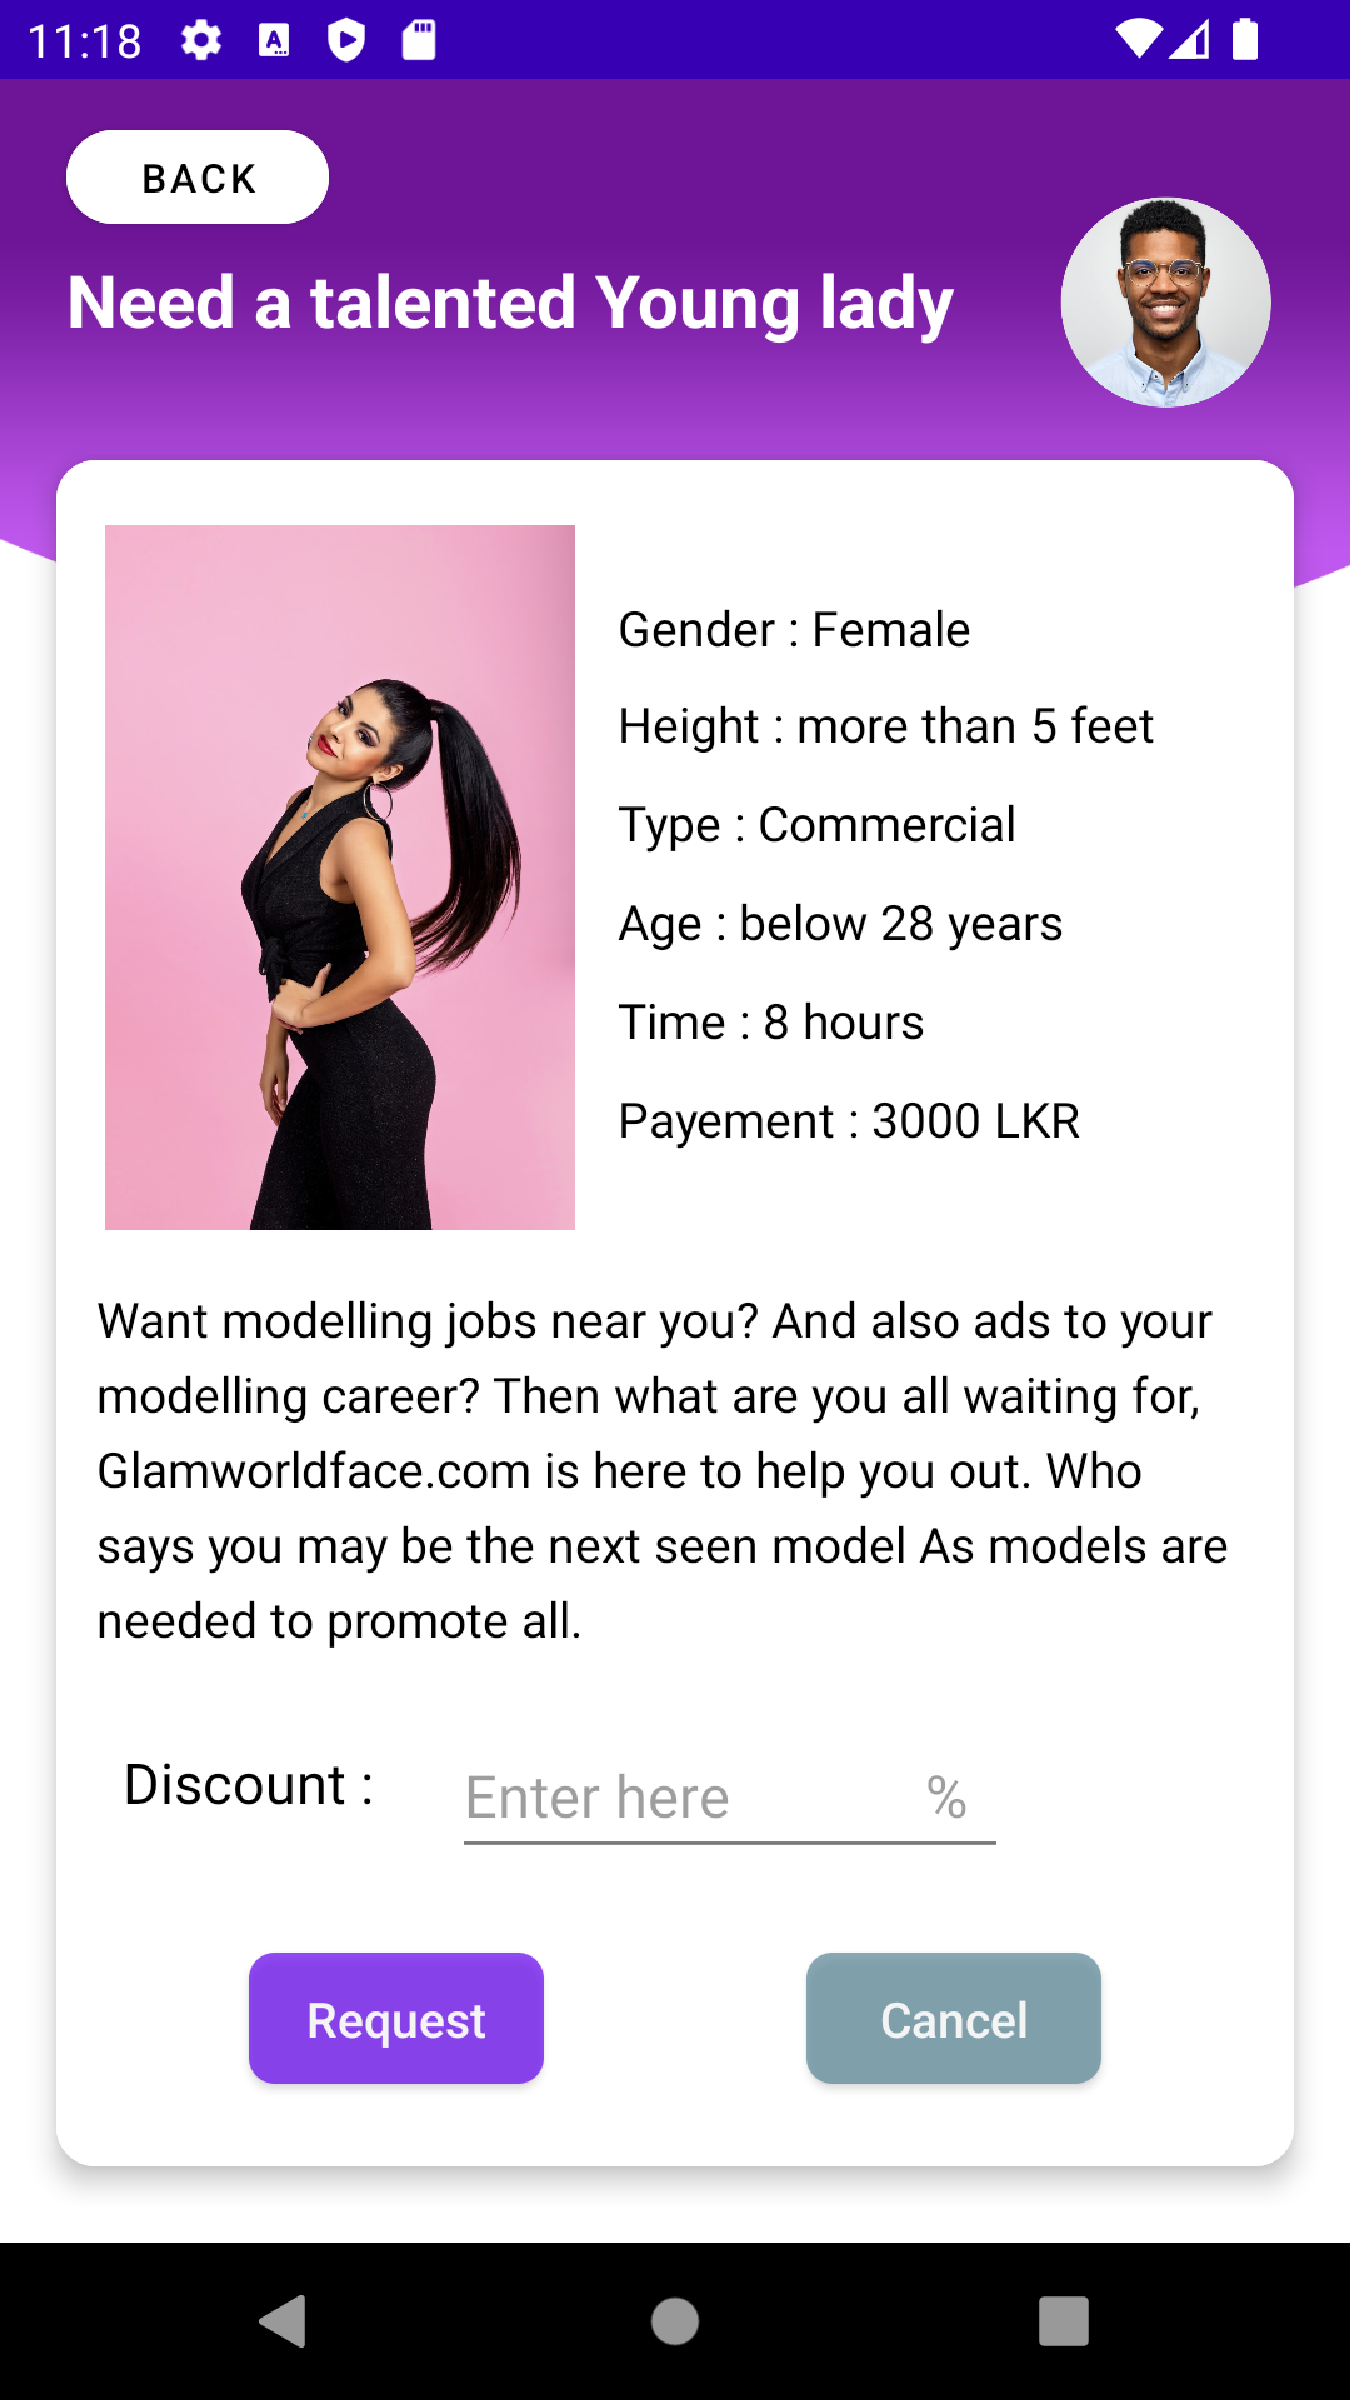 11:18
BACK
Need a talented Young lady
Gender : Female
Height : more than 5 feet
Type : Commercial
Age : below 28 years
Time : 8 hours
Payement : 3000 LKR
Want modelling jobs near you? And also ads to your
modelling career? Then what are you all waiting for,
Glamworldface.com is here to help you out. Who
says you may be the next seen model As models are
needed to promote all.
Discount :
Enter here %
Request
Cancel